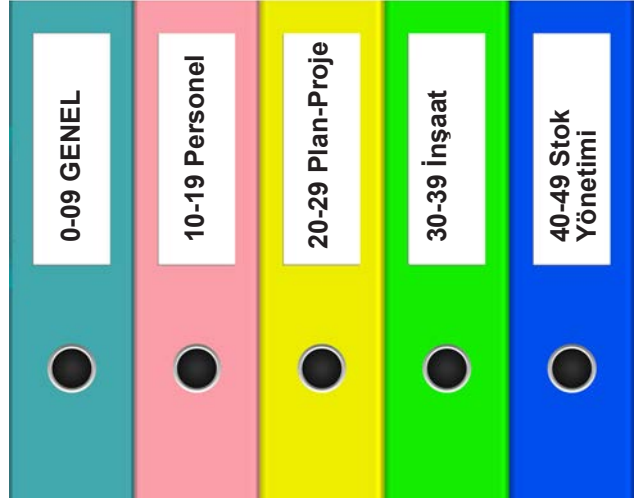 0-09 GENEL
10-19 Personel
20-29 Plan-Proje
30-39 İnşaat
40-49 Stok
Yönetimi